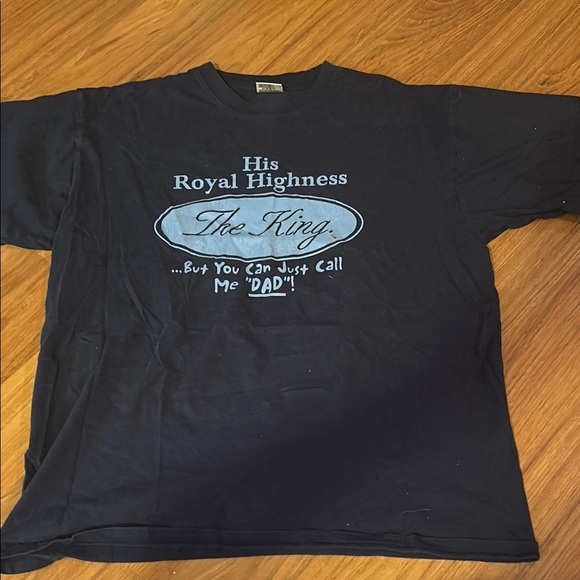 His
Royal Highness
The King.
...But You Can Just Call
Me "DAD"!